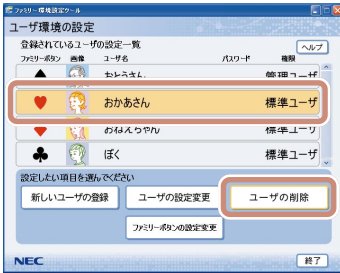 ファミリー環境設定ツール
ユーザ環境の設定
登録されているユーザの設定一覧
ヘルプ
ファミリーボタン 画像 ユーザ名 パスワード 権限
おとうさん 管理ユーザ
おかあさん 標準ユーザ
おねえちゃん 標準ユーザ
ぼく 標準ユーザ
設定したい項目を選んでください
新しいユーザの登録 ユーザの設定変更 ユーザの削除
ファミリーボタンの設定変更
NEC 終了